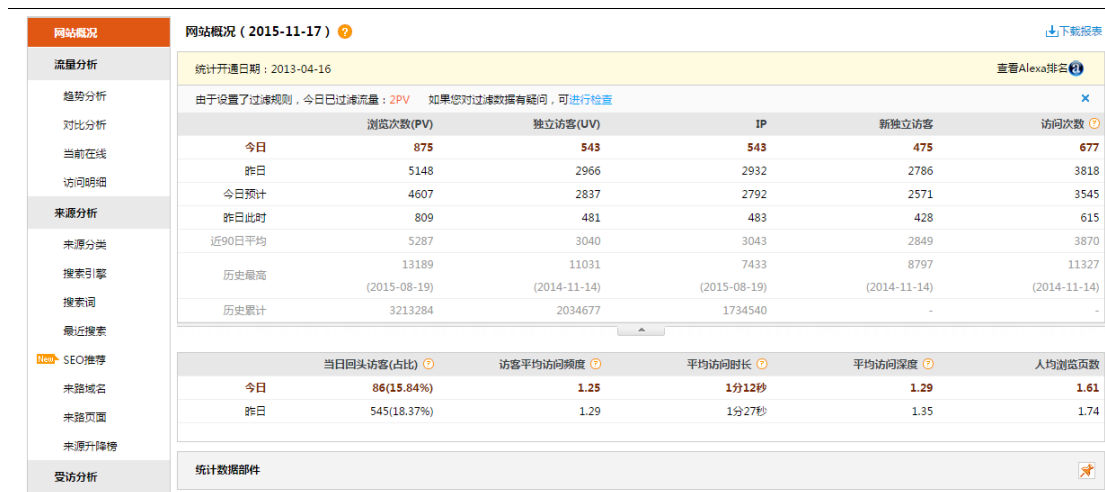 网站概况
流量分析
趋势分析
对比分析
当前在线
访问明细
来源分析
来源分类
搜索引擎
搜索词
最近搜索
New SEO推荐
来路域名
来路页面
来源升降榜
受访分析
网站概况（2015-11-17） ?
下载报表
统计开通日期：2013-04-16
查看Alexa排名 a
由于设置了过滤规则，今日已过滤流量：2PV 如果您对过滤数据有疑问，可进行检查 ×
浏览次数(PV) 独立访客(UV) IP 新独立访客 访问次数 ?
今日 875 543 543 475 677
昨日 5148 2966 2932 2786 3818
今日预计 4607 2837 2792 2571 3545
昨日此时 809 481 483 428 615
近90日平均 5287 3040 3043 2849 3870
历史最高 13189 11031 7433 8797 11327
(2015-08-19) (2014-11-14) (2015-08-19) (2014-11-14) (2014-11-14)
历史累计 3213284 2034677 1734540 - -
当日回头访客(占比) ? 访客平均访问频度 ? 平均访问时长 ? 平均访问深度 ? 人均浏览页数
今日 86(15.84%) 1.25 1分12秒 1.29 1.61
昨日 545(18.37%) 1.29 1分27秒 1.35 1.74
统计数据部件